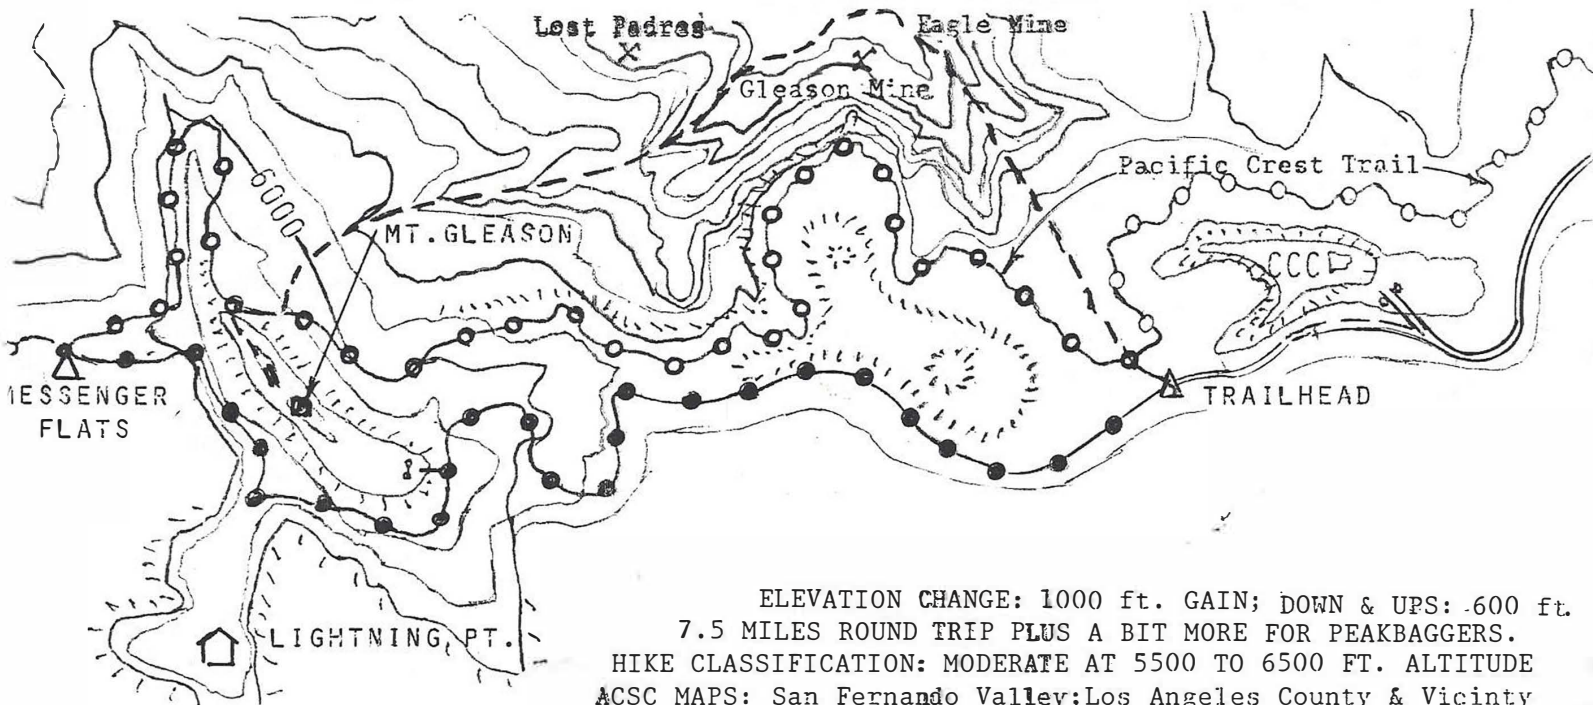 Lost Padres
Eagle Mine
Gleason Mine
Pacific Crest Trail
6000
MT. GLEASON
CCC
MESSENGER
FLATS
TRAILHEAD
LIGHTNING PT.
ELEVATION CHANGE: 1000 ft. GAIN; DOWN & UPS: 600 ft.
7.5 MILES ROUND TRIP PLUS A BIT MORE FOR PEAKBAGGERS.
HIKE CLASSIFICATION: MODERATE AT 5500 TO 6500 FT. ALTITUDE
ACSC MAPS: San Fernando Valley:Los Angeles County & Vicinty